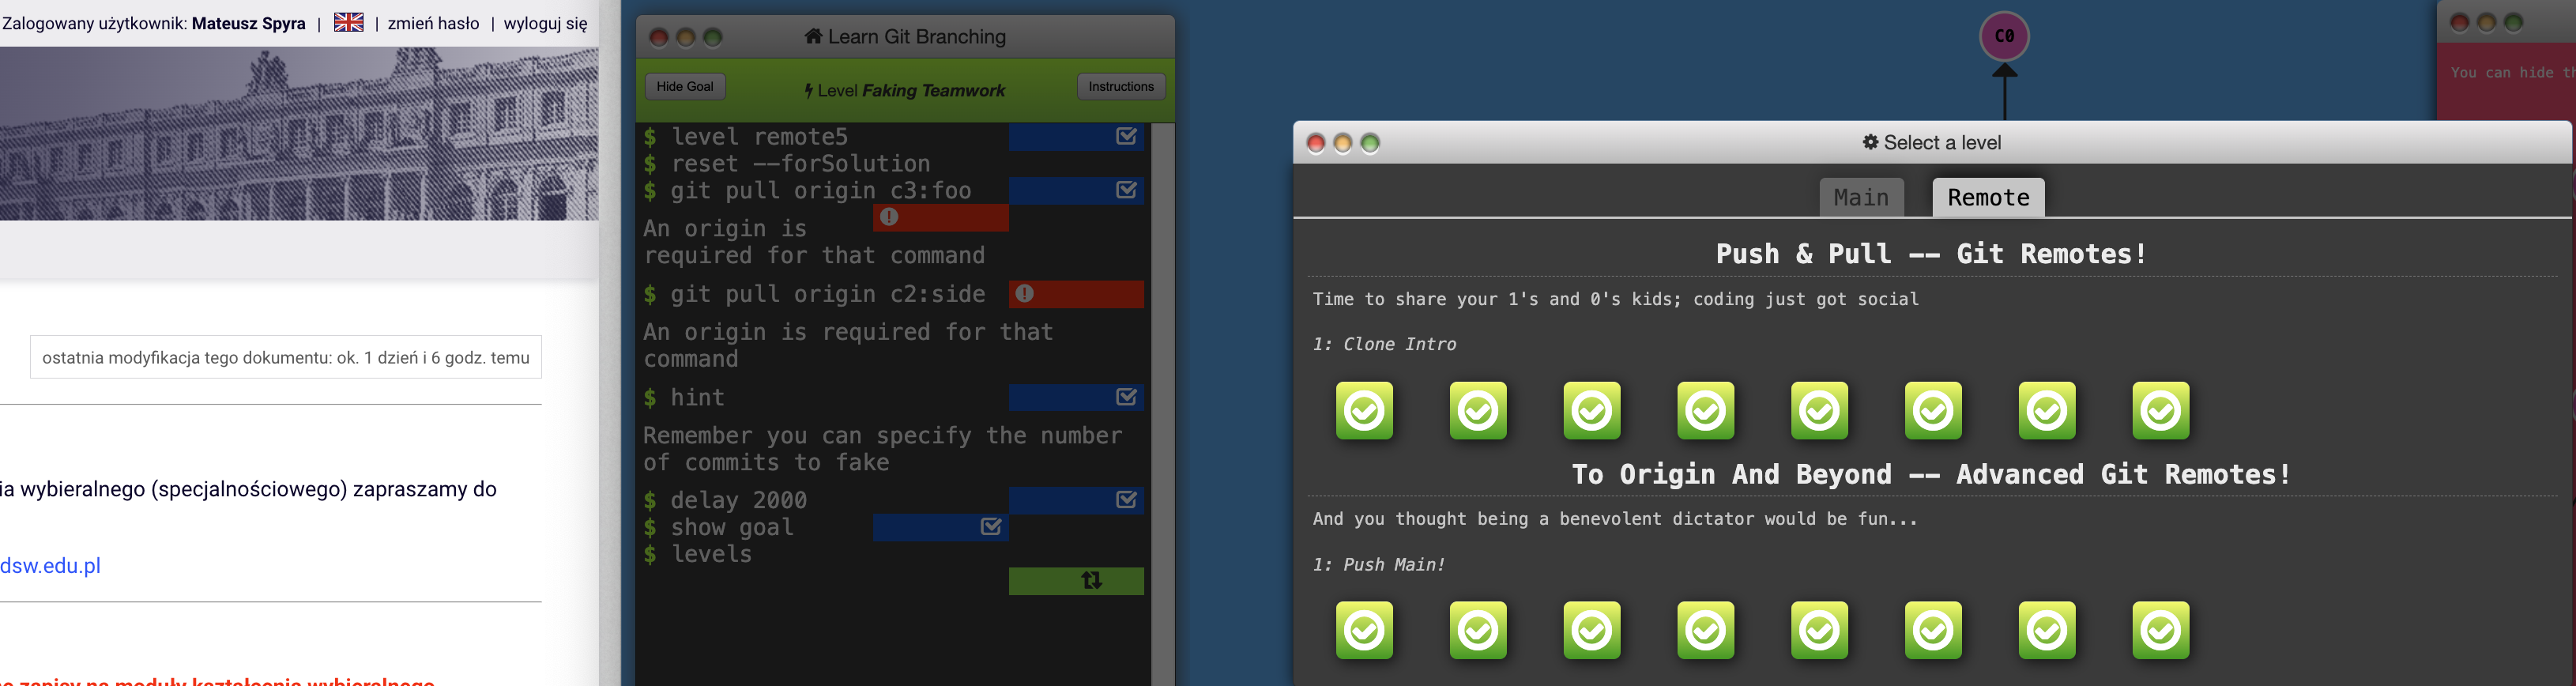 Zalogowany użytkownik: Mateusz Spyra | | zmień hasło | wyloguj się
ostatnia modyfikacja tego dokumentu: ok. 1 dzień i 6 godz. temu
ia wybieralnego (specjalnościowego) zapraszamy do
dsw.edu.pl
zapisy na moduły kształcenia wybieralnego
Learn Git Branching
Hide Goal
Level Faking Teamwork
Instructions
$ level remote5
$ reset --forSolution
$ git pull origin c3:foo
An origin is
required for that command
$ git pull origin c2:side
An origin is required for that
command
$ hint
Remember you can specify the number
of commits to fake
$ delay 2000
$ show goal
$ levels
C0
You can hide th
Select a level
Main
Remote
Push & Pull -- Git Remotes!
Time to share your 1's and 0's kids; coding just got social
1: Clone Intro
To Origin And Beyond -- Advanced Git Remotes!
And you thought being a benevolent dictator would be fun...
1: Push Main!